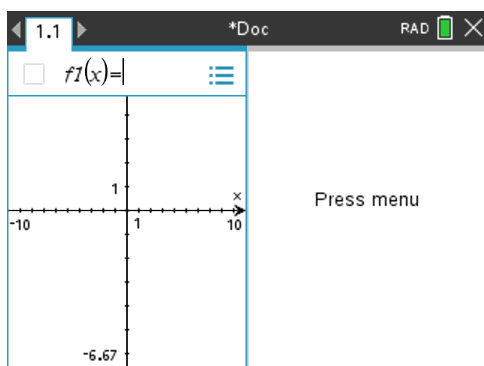 1.1 *Doc RAD
f1(x)=
1 x
-10 1 10
Press menu
-6.67